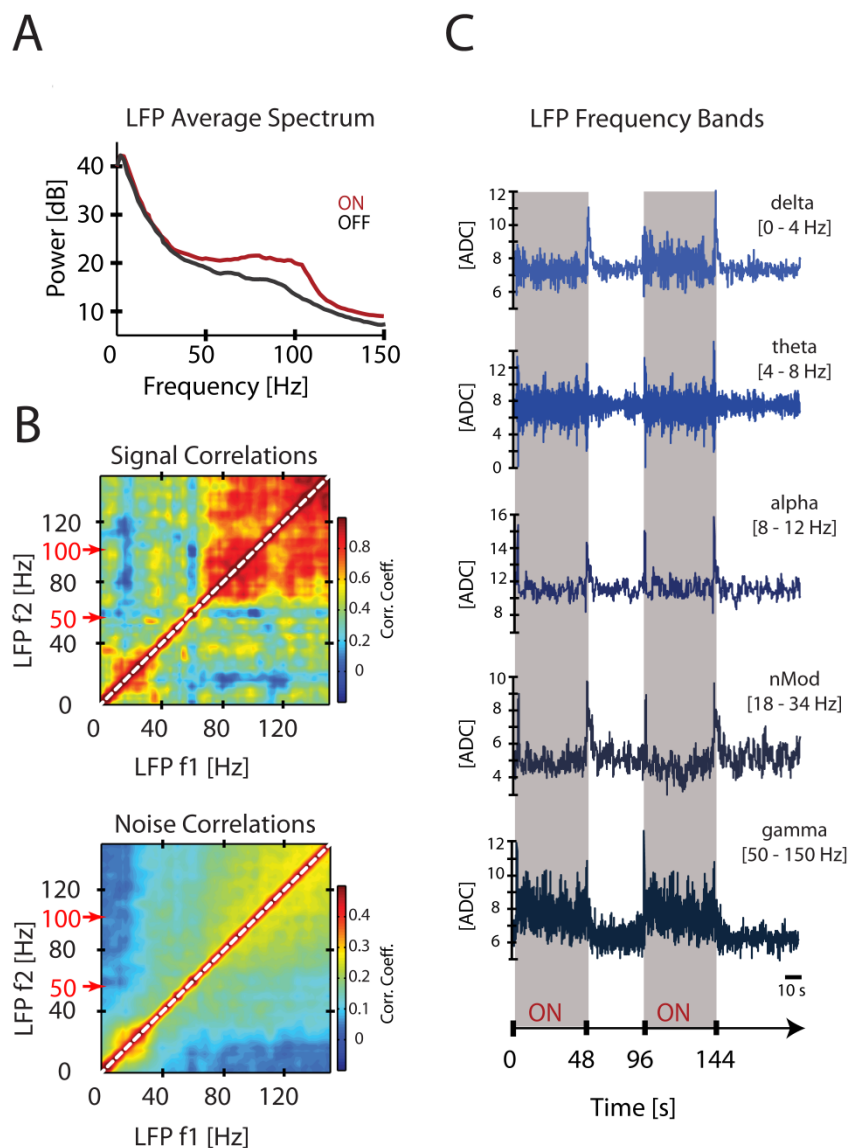 A
LFP Average Spectrum
Power [dB]
40
30
20
10
ON
OFF
0
50
100
150
Frequency [Hz]
B
Signal Correlations
LFP f2 [Hz]
120
100
80
50
40
0
0
40
80
120
LFP f1 [Hz]
0.8
0.6
0.4
0.2
0
Corr. Coeff.
Noise Correlations
LFP f2 [Hz]
120
100
80
50
40
0
0
40
80
120
LFP f1 [Hz]
0.4
0.3
0.2
0.1
0
Corr. Coeff.
C
LFP Frequency Bands
[ADC]
12
10
8
6
delta
[0 - 4 Hz]
[ADC]
14
12
8
4
0
theta
[4 - 8 Hz]
[ADC]
16
14
12
8
alpha
[8 - 12 Hz]
[ADC]
10
8
6
4
nMod
[18 - 34 Hz]
[ADC]
12
10
8
6
gamma
[50 - 150 Hz]
10 s
ON
ON
0
48
96
144
Time [s]